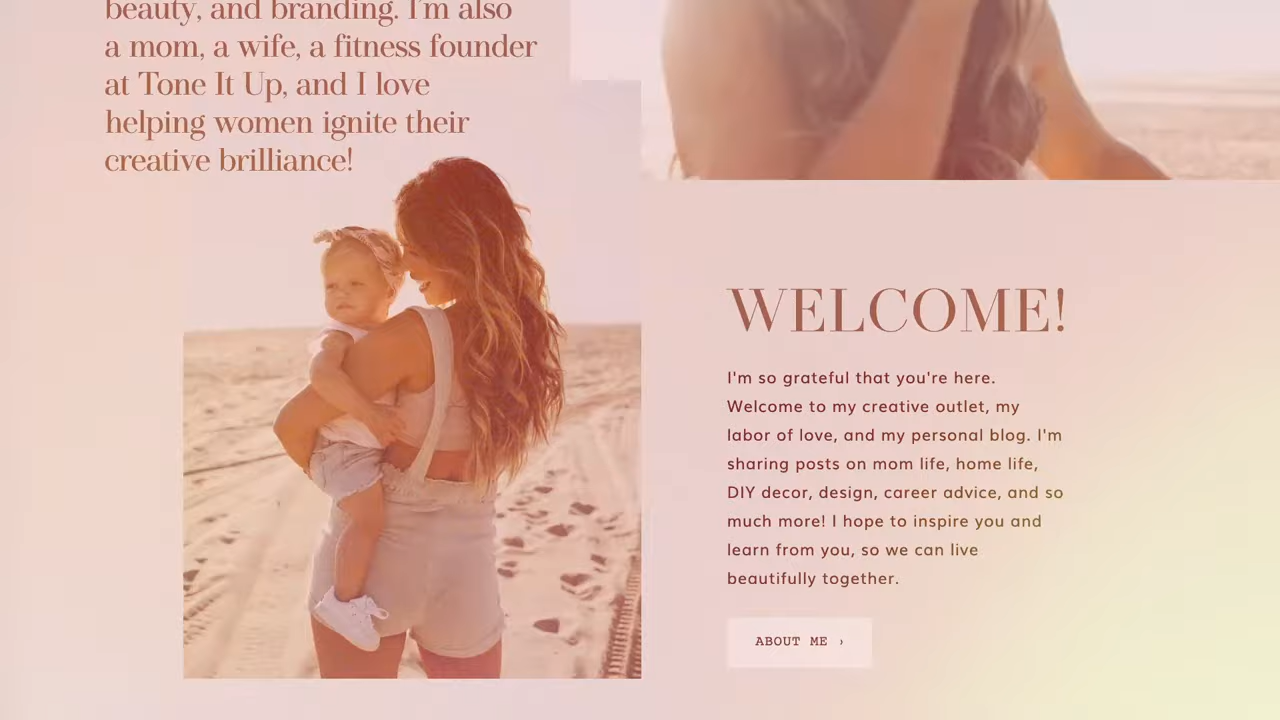 beauty, and branding. I'm also
a mom, a wife, a fitness founder
at Tone It Up, and I love
helping women ignite their
creative brilliance!
WELCOME!
I'm so grateful that you're here.
Welcome to my creative outlet, my
labor of love, and my personal blog. I'm
sharing posts on mom life, home life,
DIY decor, design, career advice, and so
much more! I hope to inspire you and
learn from you, so we can live
beautifully together.
ABOUT ME ›